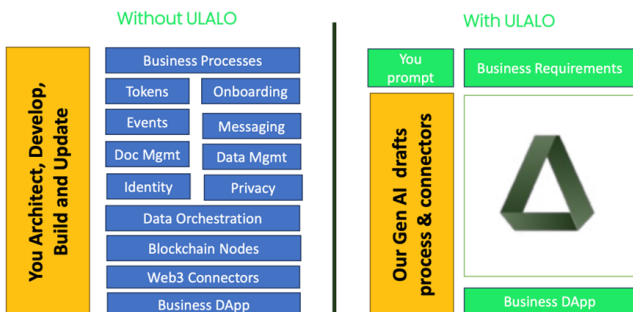 Without ULALO
You Architect, Develop,
Build and Update
Business Processes
Tokens
Onboarding
Events
Messaging
Doc Mgmt
Data Mgmt
Identity
Privacy
Data Orchestration
Blockchain Nodes
Web3 Connectors
Business DApp
With ULALO
You
prompt
Business Requirements
Our Gen AI drafts
process & connectors
Business DApp